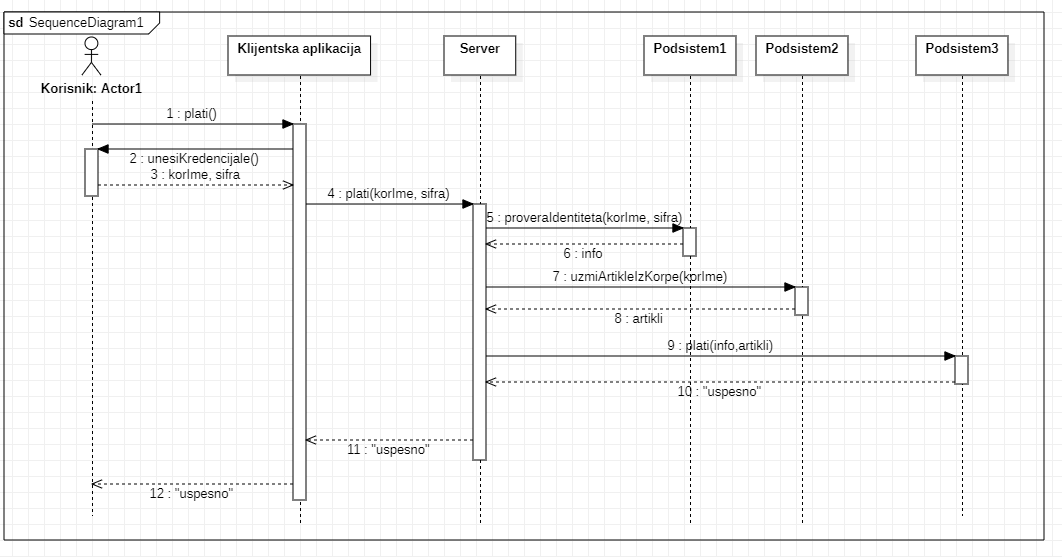 sd SequenceDiagram1
Korisnik: Actor1
Klijentska aplikacija
Server
Podsistem1
Podsistem2
Podsistem3
1 : plati()
2 : unesiKredencijale()
3 : korIme, sifra
4 : plati(korIme, sifra)
5 : proveraIdentiteta(korIme, sifra)
6 : info
7 : uzmiArtikleIzKorpe(korIme)
8 : artikli
9 : plati(info,artikli)
10 : "uspesno"
11 : "uspesno"
12 : "uspesno"